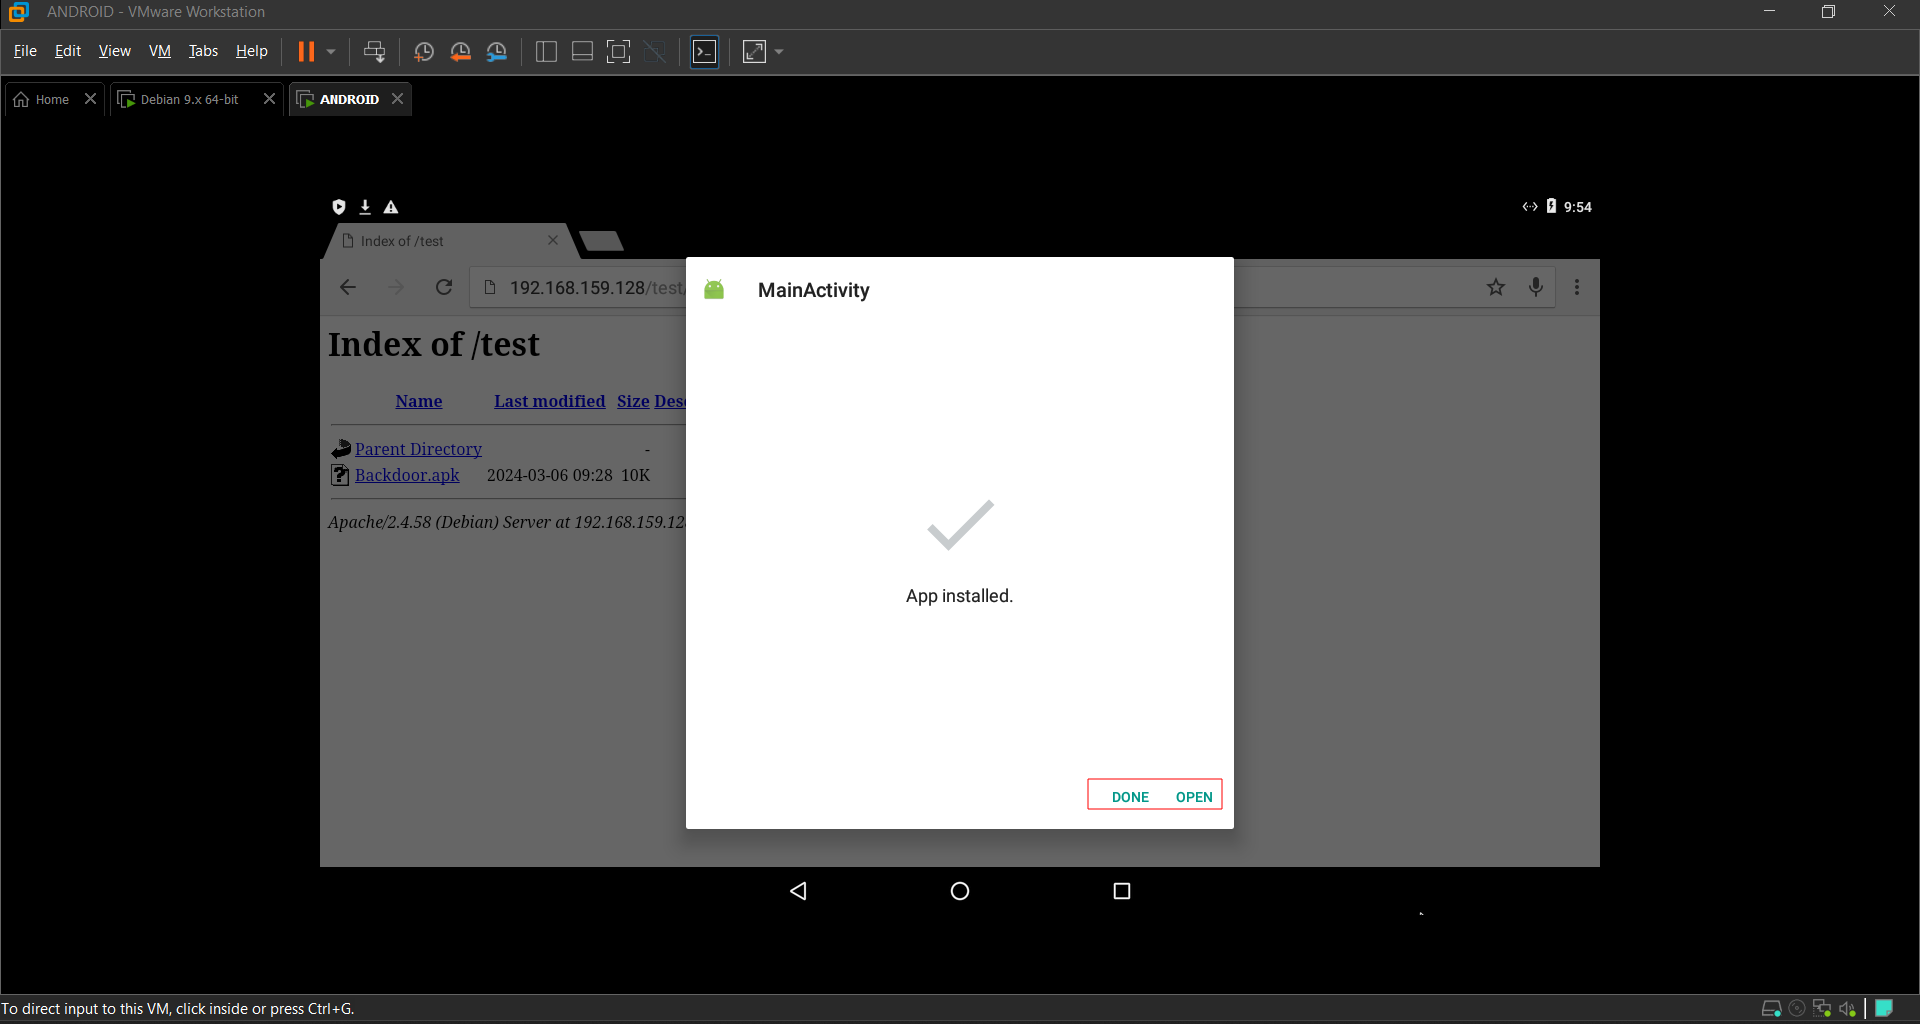 ANDROID - VMware Workstation
File Edit View VM Tabs Help
Home Debian 9.x 64-bit ANDROID
9:54
Index of /test
192.168.159.128/test/
MainActivity
Index of /test
Name Last modified Size Desc
Parent Directory -
Backdoor.apk 2024-03-06 09:28 10K
Apache/2.4.58 (Debian) Server at 192.168.159.12
App installed.
DONE OPEN
To direct input to this VM, click inside or press Ctrl+G.